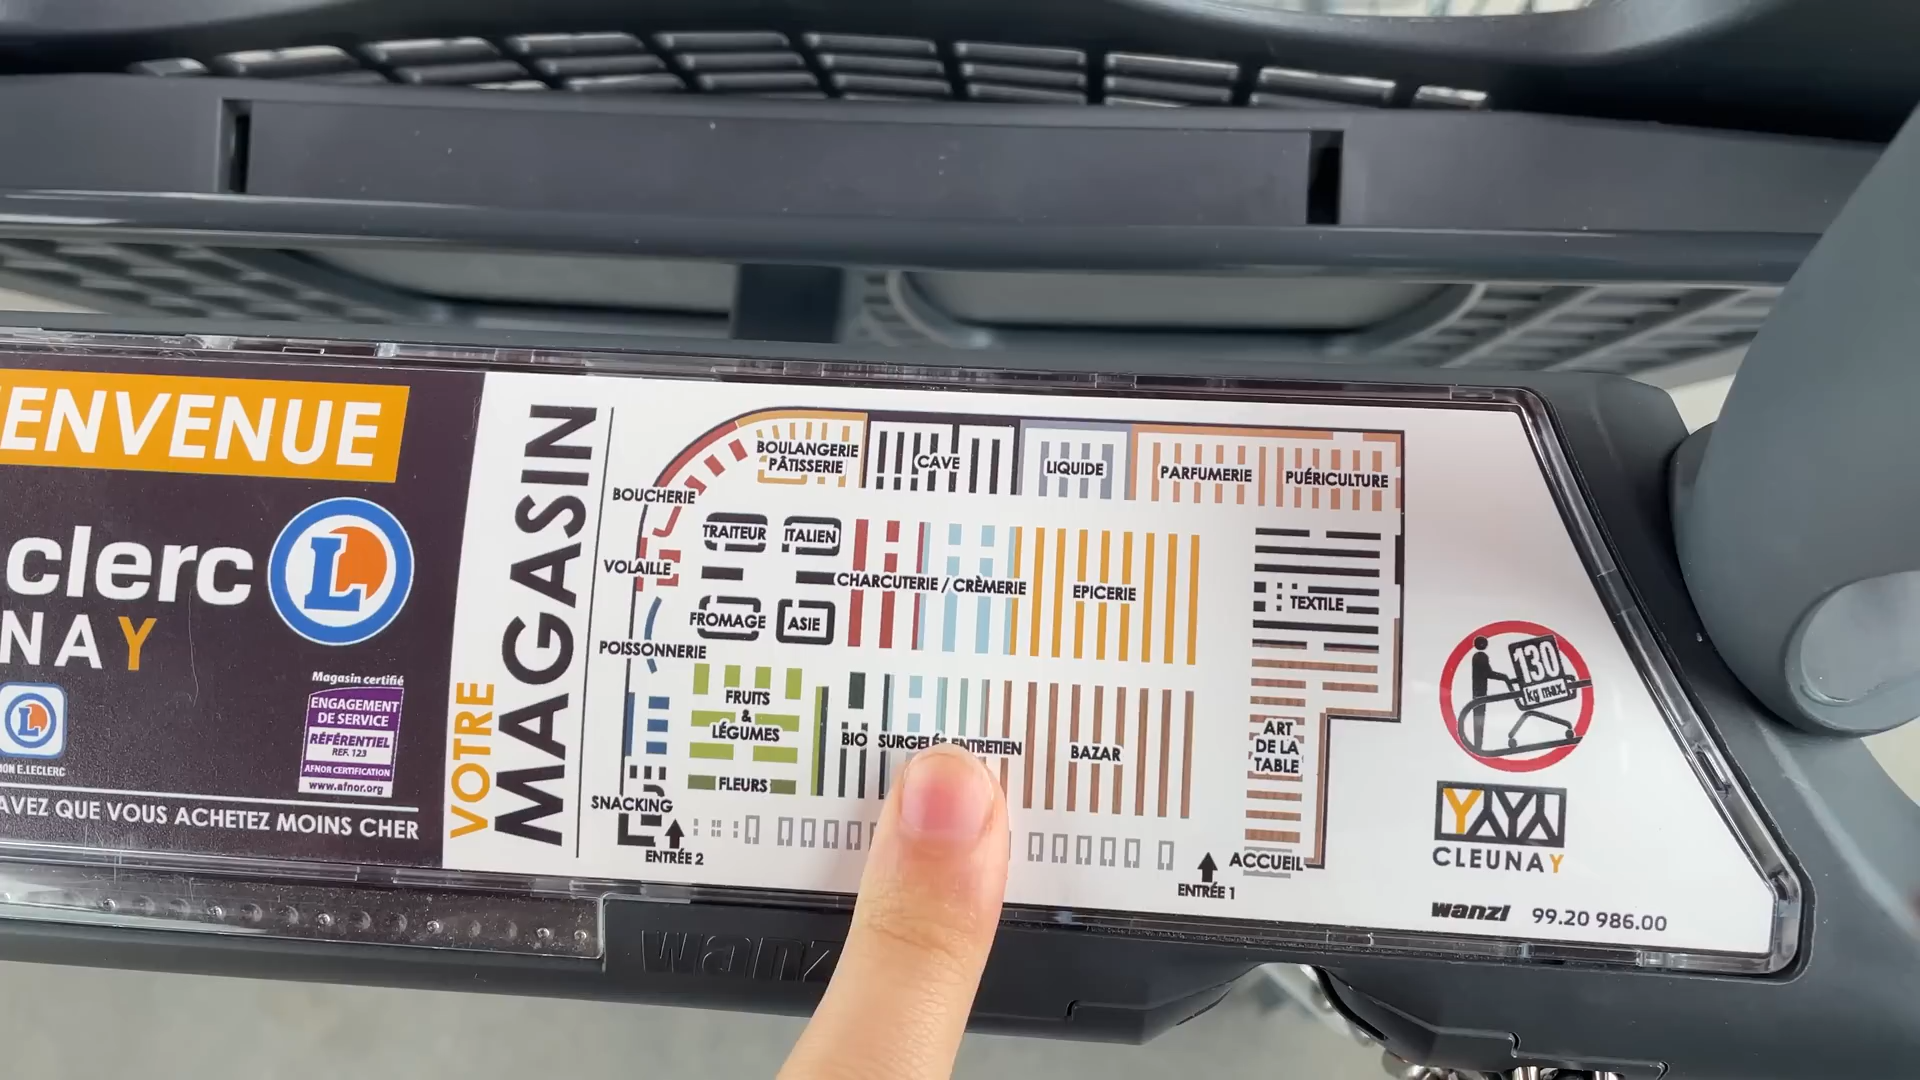 ENVENUE
clerc
NAY
L
Magasin certifié
ENGAGEMENT
DE SERVICE
RÉFÉRENTIEL
REF. 123
AFNOR CERTIFICATION
www.afnor.org
ON E.LECLERC
AVEZ QUE VOUS ACHETEZ MOINS CHER
VOTRE
MAGASIN
BOULANGERIE
PÂTISSERIE
CAVE
LIQUIDE
PARFUMERIE
PUÉRICULTURE
BOUCHERIE
TRAITEUR
ITALIEN
VOLAILLE
CHARCUTERIE / CRÈMERIE
EPICERIE
TEXTILE
FROMAGE
ASIE
POISSONNERIE
FRUITS
&
LÉGUMES
BIO
SURGELÉS
ENTRETIEN
BAZAR
ART
DE LA
TABLE
FLEURS
SNACKING
ENTRÉE 2
ENTRÉE 1
ACCUEIL
130
kg max.
CLEUNAY
wanzl 99.20 986.00
wanz